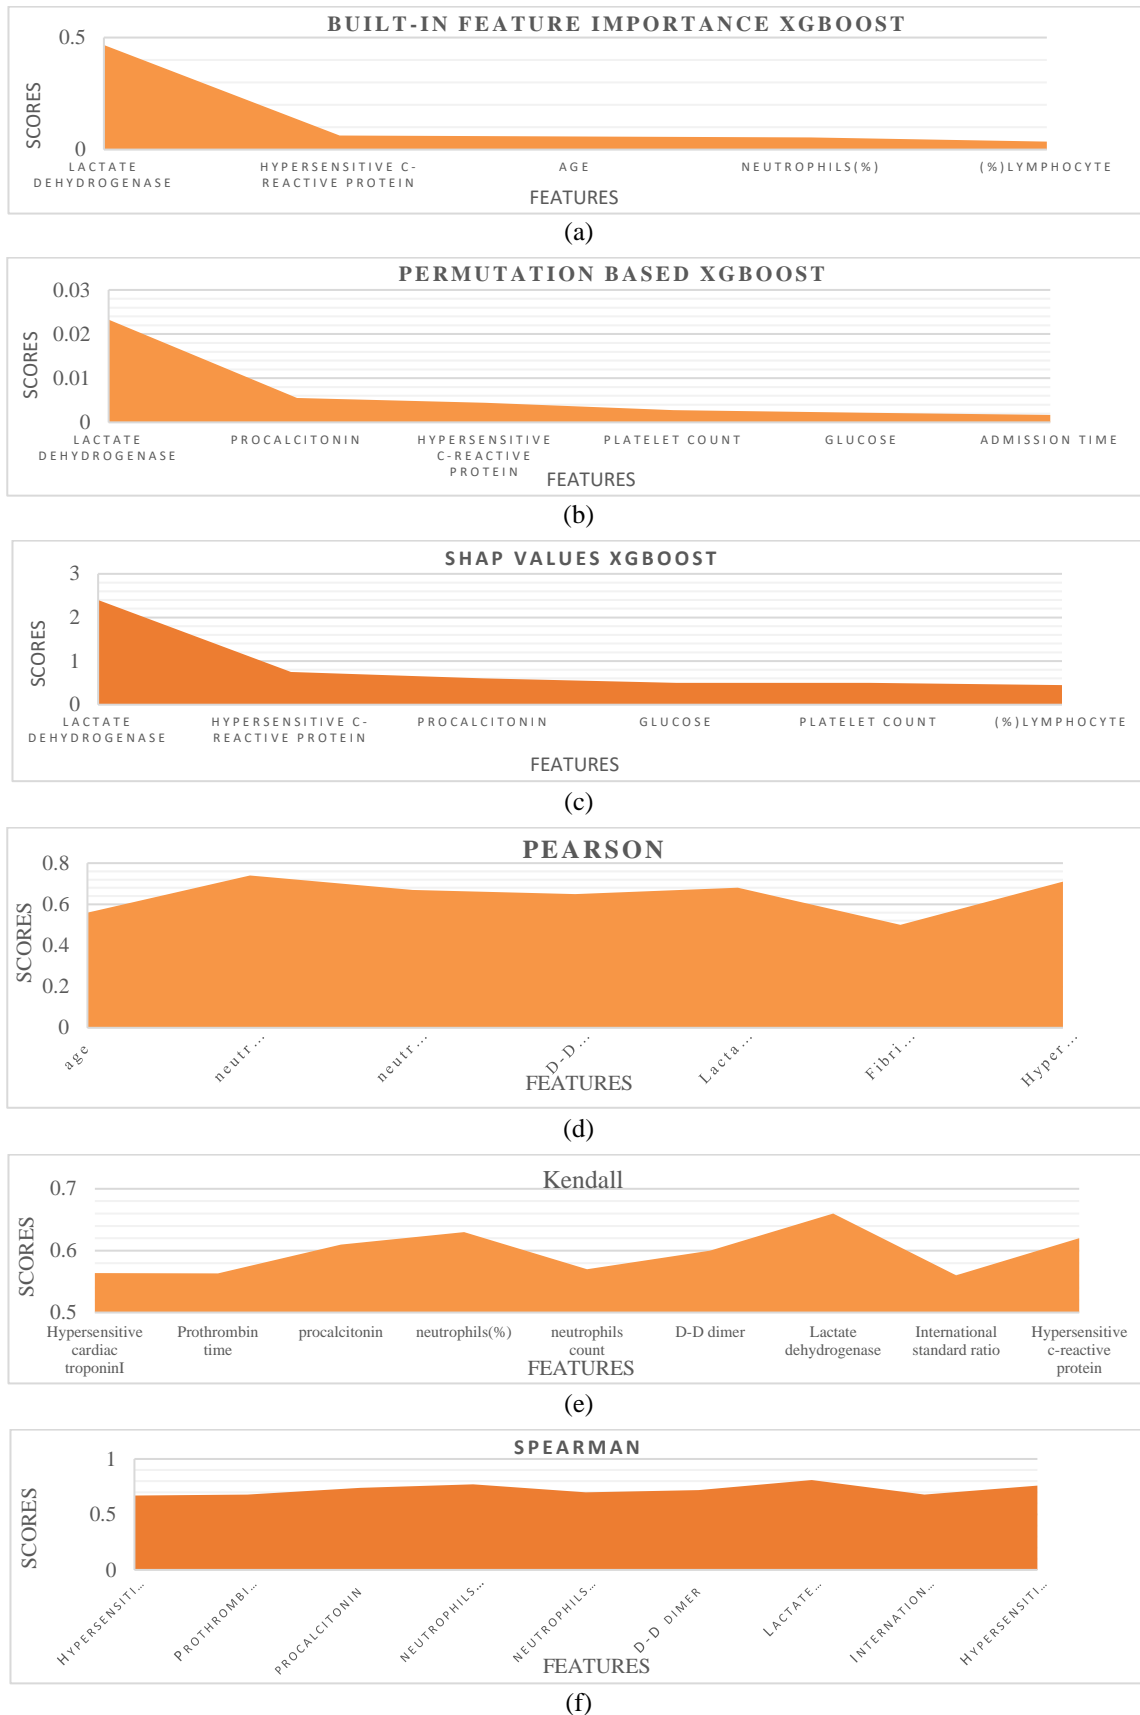 BUILT-IN FEATURE IMPORTANCE XGBOOST
0.5
0
SCORES
LACTATE DEHYDROGENASE
HYPERSENSITIVE C-REACTIVE PROTEIN
AGE
NEUTROPHILS(%)
(%)LYMPHOCYTE
FEATURES
(a)
PERMUTATION BASED XGBOOST
0.03
0.02
0.01
0
SCORES
LACTATE DEHYDROGENASE
PROCALCITONIN
HYPERSENSITIVE C-REACTIVE PROTEIN
PLATELET COUNT
GLUCOSE
ADMISSION TIME
FEATURES
(b)
SHAP VALUES XGBOOST
3
2
1
0
SCORES
LACTATE DEHYDROGENASE
HYPERSENSITIVE C-REACTIVE PROTEIN
PROCALCITONIN
GLUCOSE
PLATELET COUNT
(%)LYMPHOCYTE
FEATURES
(c)
PEARSON
0.8
0.6
0.4
0.2
0
SCORES
age
neutr…
neutr…
D-D…
Lacta…
Fibri…
Hyper…
FEATURES
(d)
Kendall
0.7
0.6
0.5
SCORES
Hypersensitive cardiac troponinI
Prothrombin time
procalcitonin
neutrophils(%)
neutrophils count
D-D dimer
Lactate dehydrogenase
International standard ratio
Hypersensitive c-reactive protein
FEATURES
(e)
SPEARMAN
1
0.5
0
SCORES
HYPERSENSITI…
PROTHROMBI…
PROCALCITONIN
NEUTROPHILS…
NEUTROPHILS…
D-D DIMER
LACTATE…
INTERNATION…
HYPERSENSITI…
FEATURES
(f)